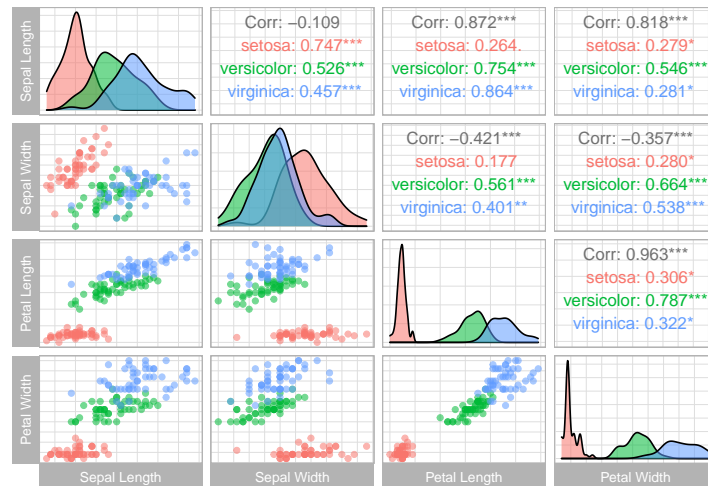 Sepal Length
Corr: −0.109
setosa: 0.747***
versicolor: 0.526***
virginica: 0.457***
Corr: 0.872***
setosa: 0.264.
versicolor: 0.754***
virginica: 0.864***
Corr: 0.818***
setosa: 0.279*
versicolor: 0.546***
virginica: 0.281*
Sepal Width
Corr: −0.421***
setosa: 0.177
versicolor: 0.561***
virginica: 0.401**
Corr: −0.357***
setosa: 0.280*
versicolor: 0.664***
virginica: 0.538***
Petal Length
Corr: 0.963***
setosa: 0.306*
versicolor: 0.787***
virginica: 0.322*
Petal Width
Sepal Length
Sepal Width
Petal Length
Petal Width